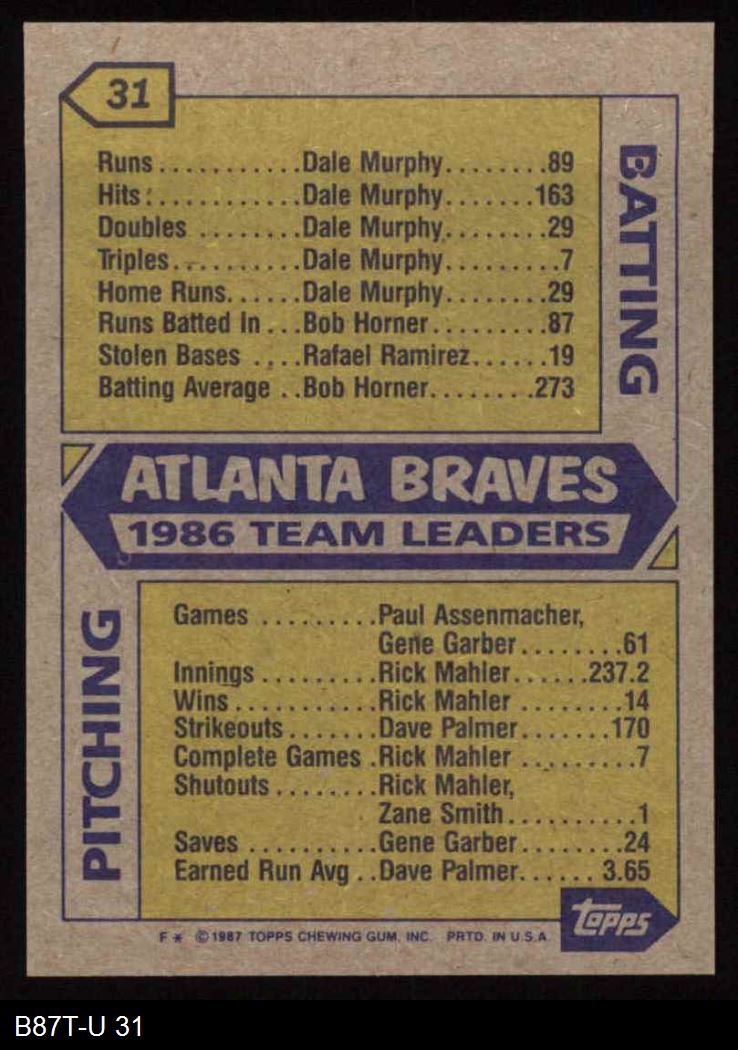 31
BATTING
Runs...........Dale Murphy........89
Hits............Dale Murphy.......163
Doubles ........Dale Murphy........29
Triples..........Dale Murphy.........7
Home Runs......Dale Murphy........29
Runs Batted In...Bob Horner.........87
Stolen Bases ....Rafael Ramirez......19
Batting Average ..Bob Horner........273
ATLANTA BRAVES
1986 TEAM LEADERS
PITCHING
Games .........Paul Assenmacher,
Gene Garber........61
Innings.........Rick Mahler......237.2
Wins...........Rick Mahler ........14
Strikeouts.......Dave Palmer.......170
Complete Games .Rick Mahler .........7
Shutouts........Rick Mahler,
Zane Smith..........1
Saves ..........Gene Garber........24
Earned Run Avg ..Dave Palmer...... 3.65
topps
F * ©1987 TOPPS CHEWING GUM, INC. PRTD. IN U.S.A.
B87T-U 31